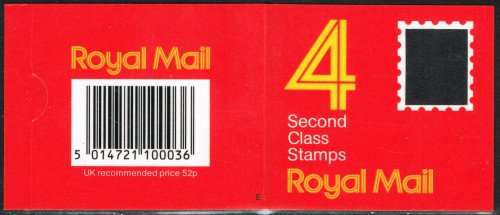 Royal Mail
5 014721 100036
UK recommended price 52p
E
4
Second
Class
Stamps
Royal Mail